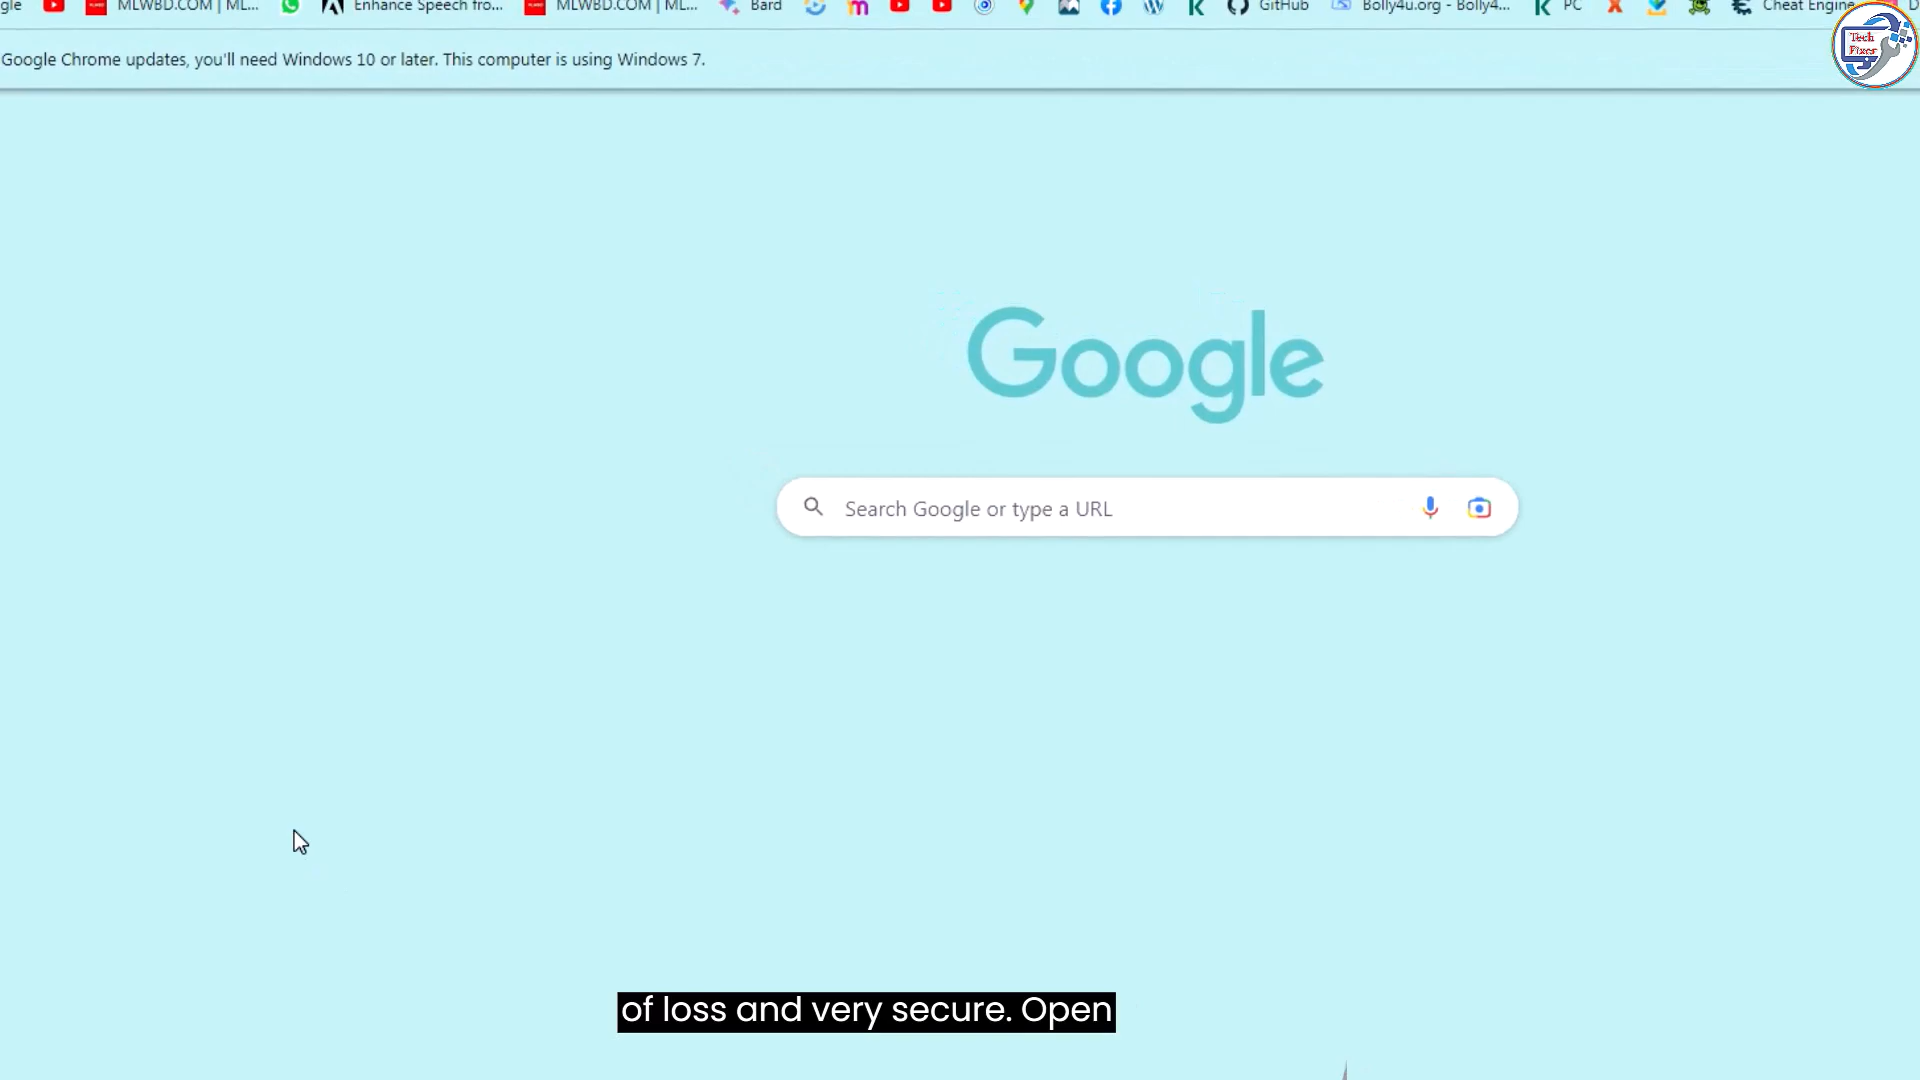 gle MLWBD.COM | ML... Enhance Speech fro... MLWBD.COM | ML... Bard GitHub Bolly4u.org - Bolly4... PC Cheat Engine D
Tech
Fixer
Google Chrome updates, you'll need Windows 10 or later. This computer is using Windows 7.
Google
Search Google or type a URL
of loss and very secure. Open